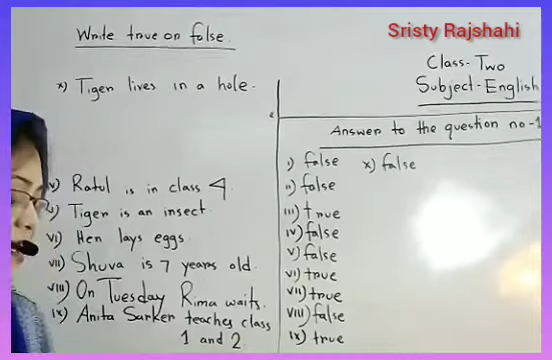 Sristy Rajshahi
Write true or false.
x) Tiger lives in a hole.
iv) Ratul is in class 4
v) Tiger is an insect.
vi) Hen lays eggs.
vii) Shuva is 7 years old.
viii) On Tuesday Rima waits.
ix) Anita Sarker teaches class
1 and 2
Class-Two
Subject-English
Answer to the question no-1
i) false
ii) false
iii) true
iv) false
v) false
vi) true
vii) true
viii) false
ix) true
x) false